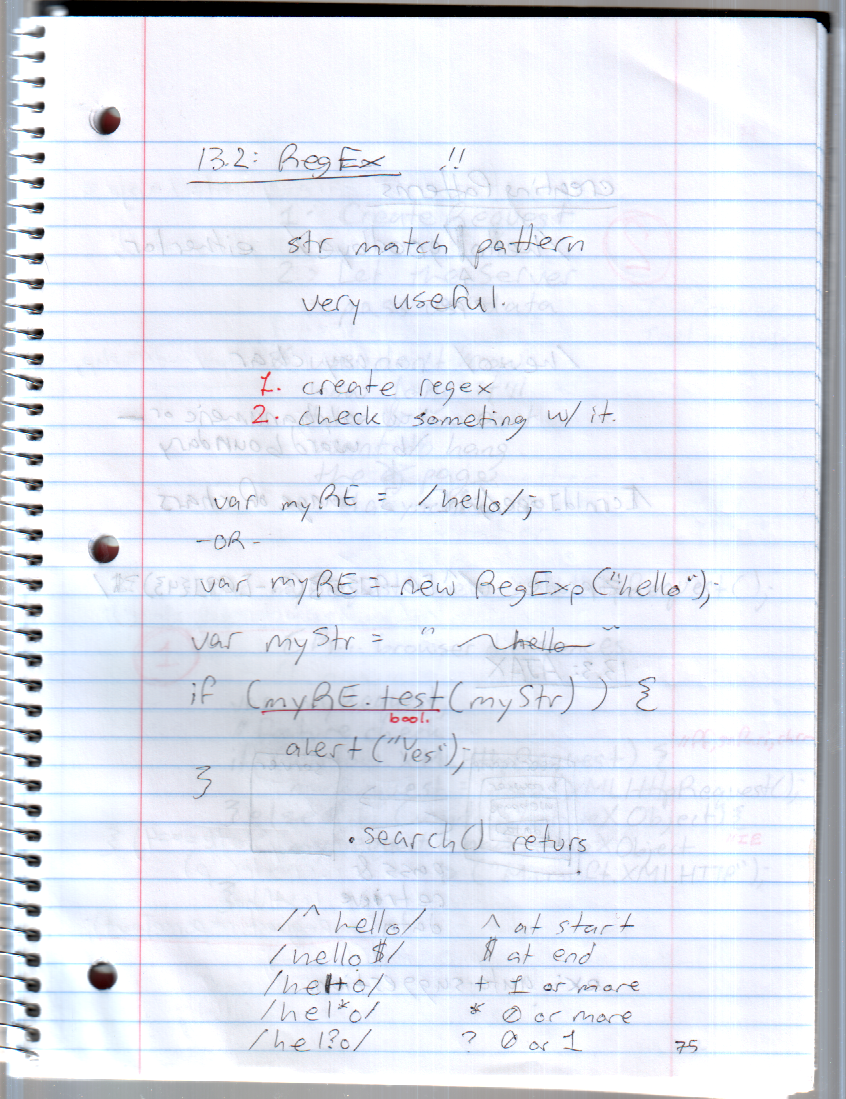 13.2: RegEx !!
str match pattern
very useful.
1. create regex
2. check someting w/ it.
var myRE = /hello/;
-OR-
var myRE = new RegExp("hello");
var myStr = " hello "
if (myRE.test(myStr)) {
bool.
alert("Yes");
}
.search() returs
/^hello/ ^ at start
/hello$/ $ at end
/hel+o/ + 1 or more
/hel*o/ * 0 or more
/hel?o/ ? 0 or 1
75